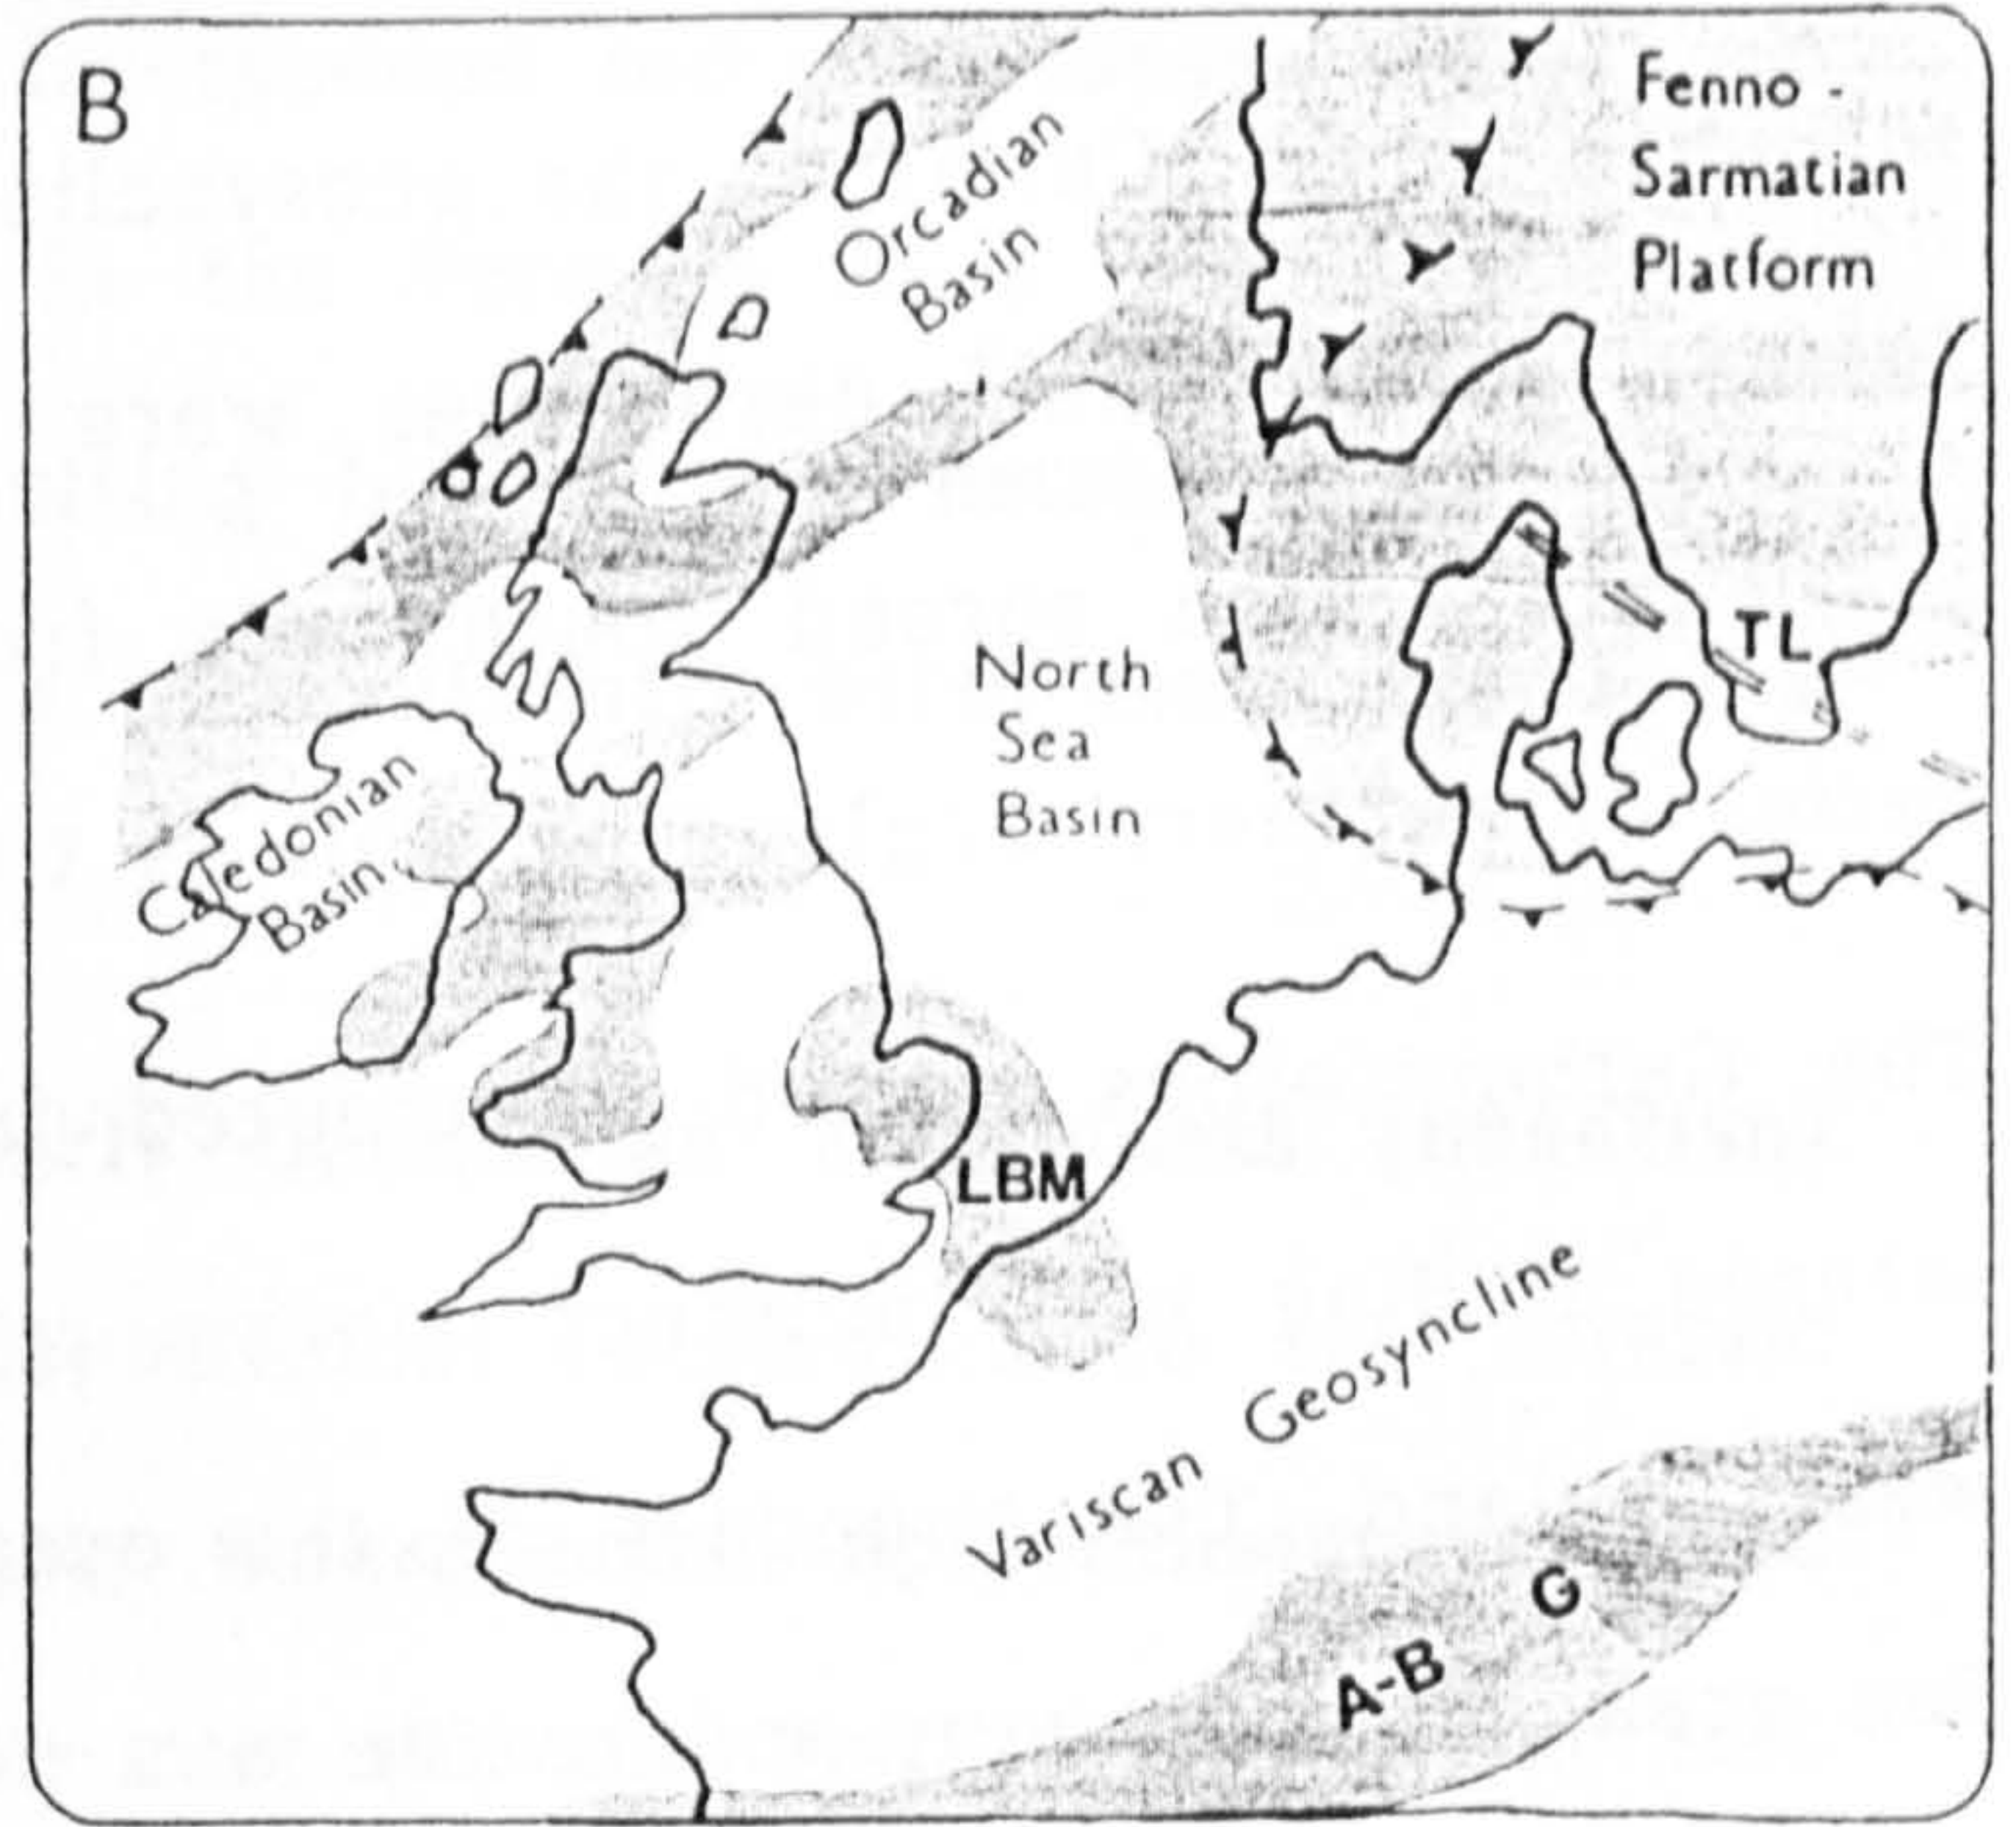 B
Fenno -
Sarmatian
Platform
Orcadian
Basin
TL
North
Sea
Basin
Caledonian
Basin
LBM
Variscan Geosyncline
G
A-B